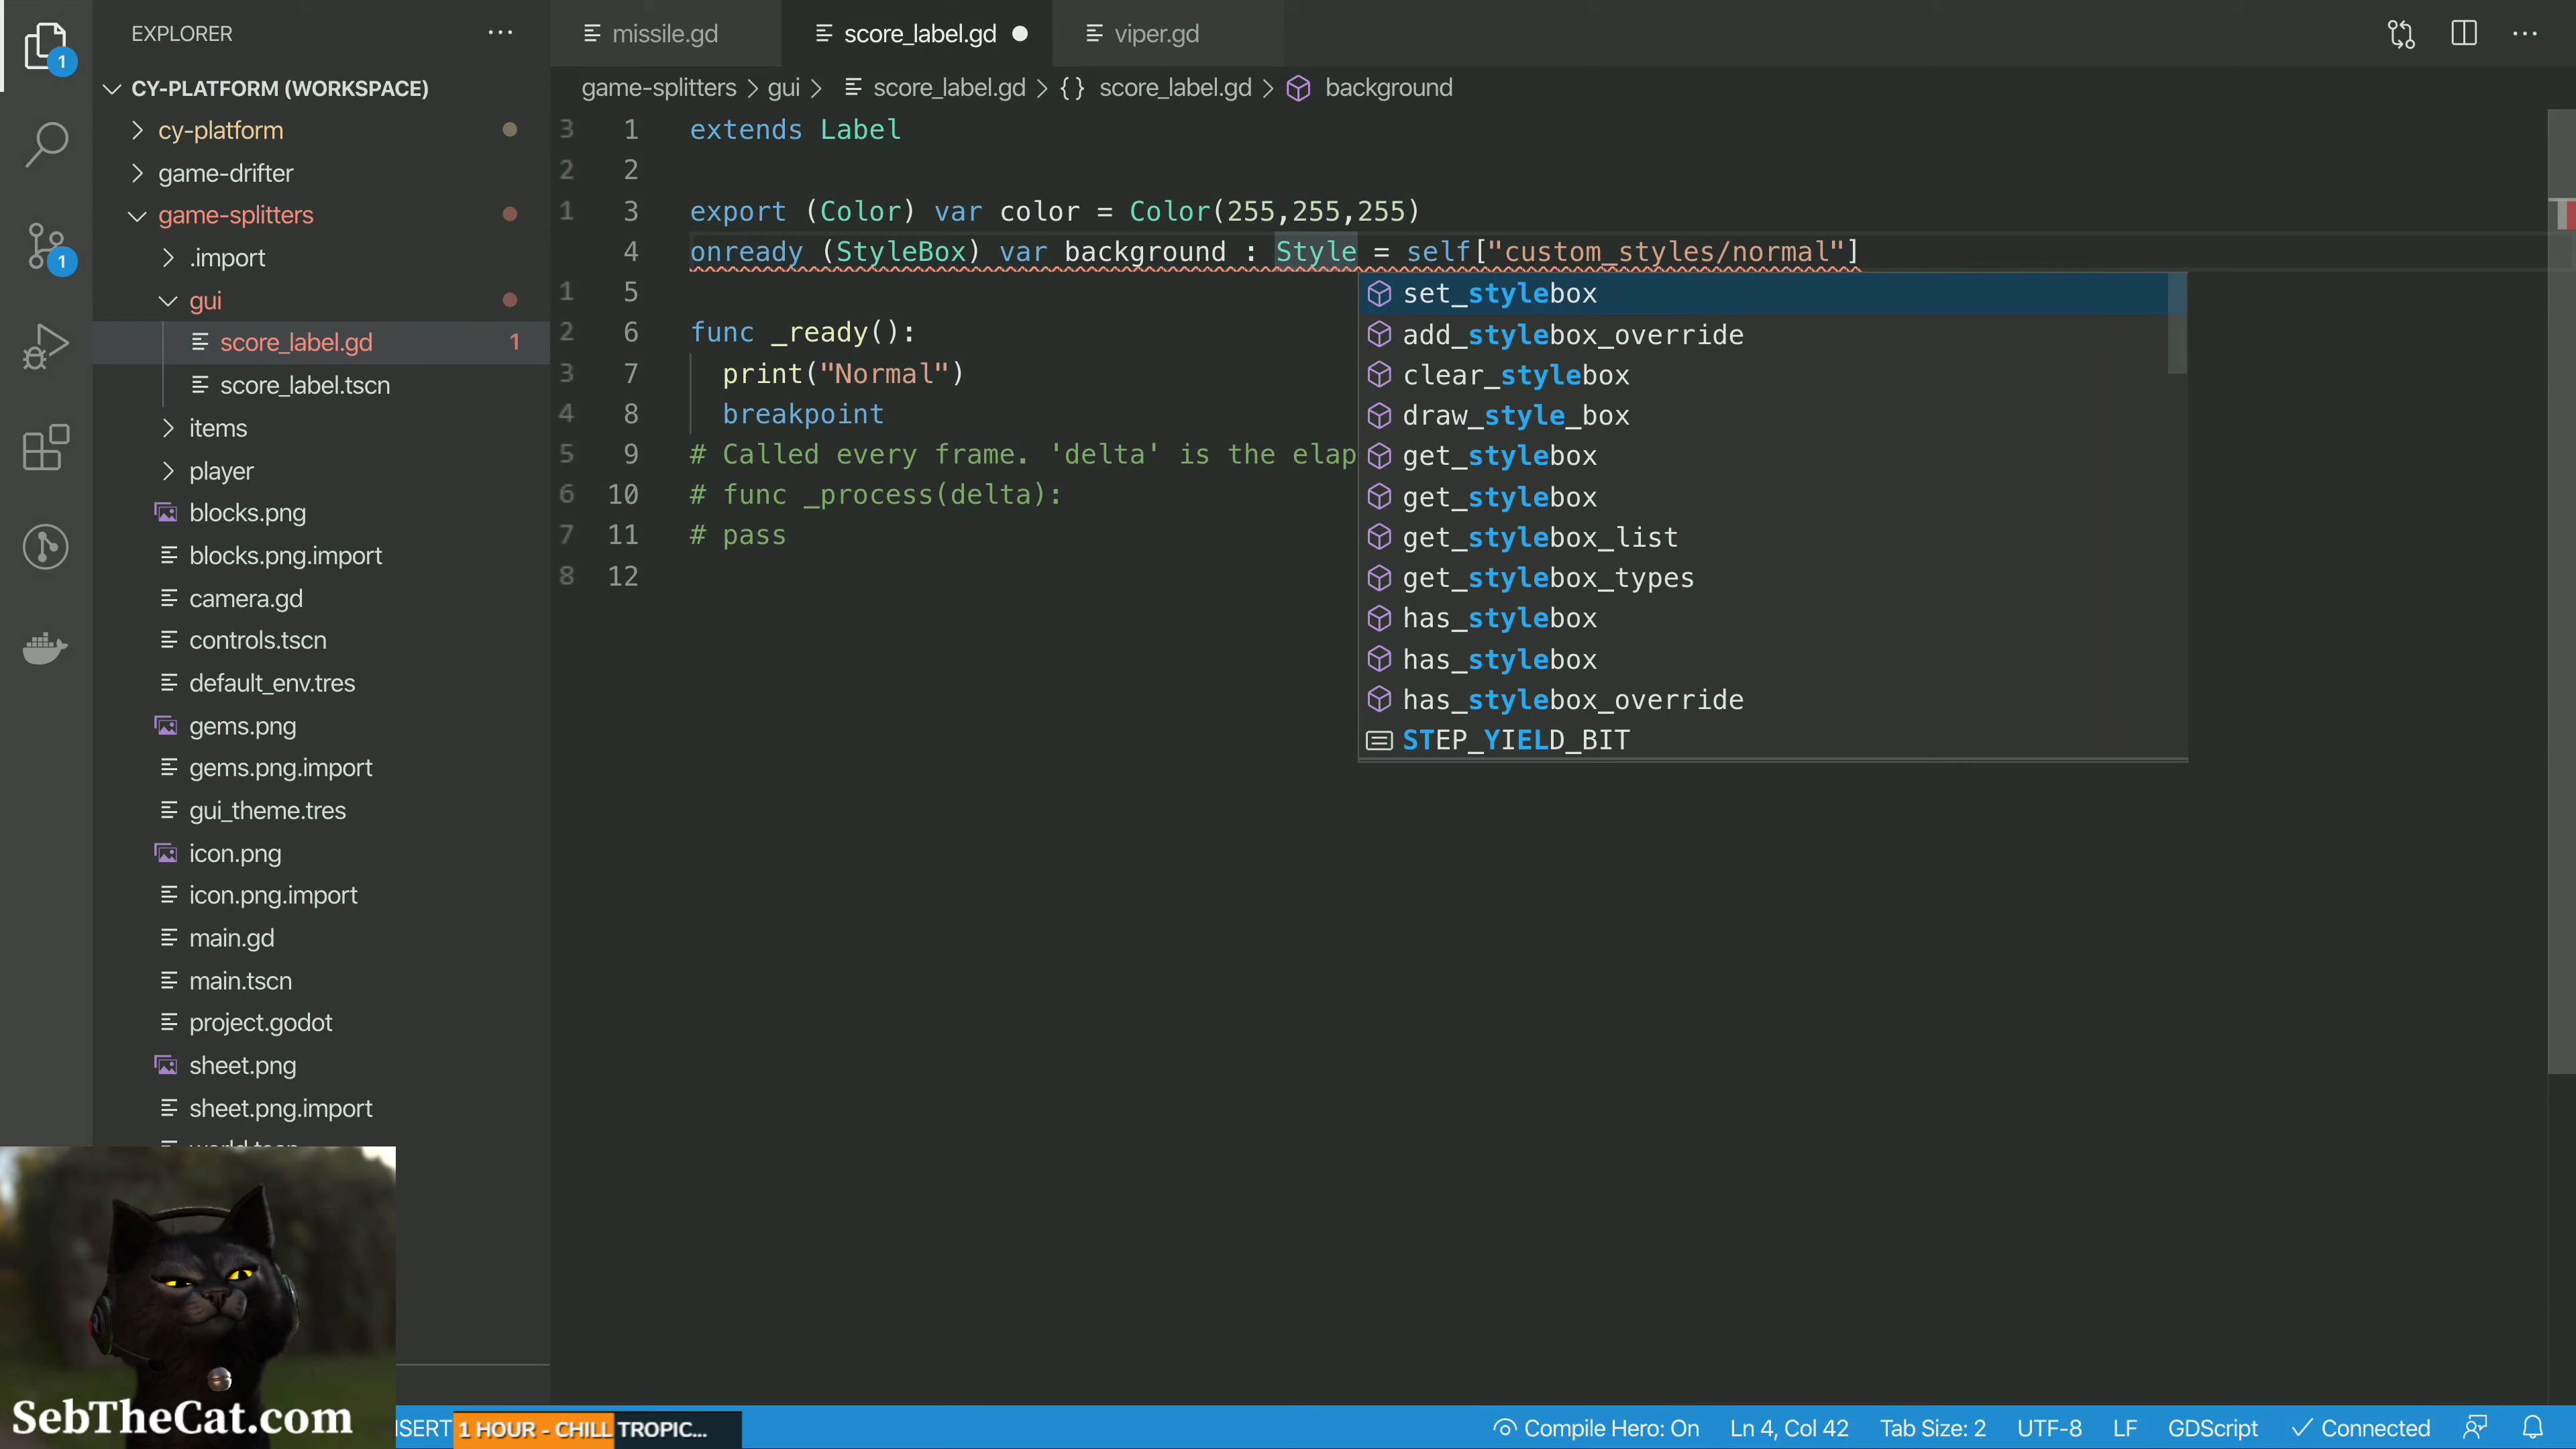 EXPLORER
missile.gd
score_label.gd
viper.gd
1
CY-PLATFORM (WORKSPACE)
cy-platform
game-drifter
game-splitters
.import
gui
score_label.gd 1
score_label.tscn
items
player
blocks.png
blocks.png.import
camera.gd
controls.tscn
default_env.tres
gems.png
gems.png.import
gui_theme.tres
icon.png
icon.png.import
main.gd
main.tscn
project.godot
sheet.png
sheet.png.import
1
game-splitters > gui > score_label.gd > {} score_label.gd > background
3 1 extends Label
2 2
1 3 export (Color) var color = Color(255,255,255)
4 onready (StyleBox) var background : Style = self["custom_styles/normal"]
1 5
2 6 func _ready():
3 7 print("Normal")
4 8 breakpoint
5 9 # Called every frame. 'delta' is the elap
6 10 # func _process(delta):
7 11 # pass
8 12
set_stylebox
add_stylebox_override
clear_stylebox
draw_style_box
get_stylebox
get_stylebox
get_stylebox_list
get_stylebox_types
has_stylebox
has_stylebox
has_stylebox_override
STEP_YIELD_BIT
SebTheCat.com
NSERT
1 HOUR - CHILL TROPIC...
Compile Hero: On
Ln 4, Col 42
Tab Size: 2
UTF-8
LF
GDScript
Connected